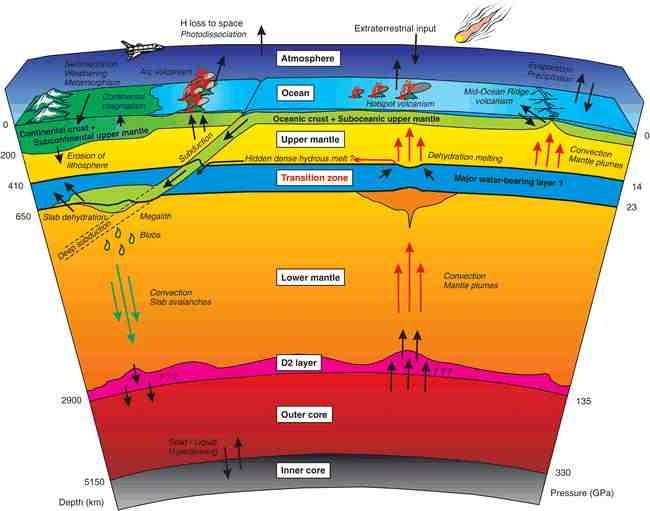 H loss to space
Photodissociation
Extraterrestrial input
Atmosphere
Sedimentation
Weathering
Metamorphism
Arc volcanism
Continental
magmatism
Ocean
Hotspot volcanism
Mid-Ocean Ridge
volcanism
Evaporation
Precipitation
0
Continental crust +
Subcontinental upper mantle
Oceanic crust + Suboceanic upper mantle
0
Subduction
Upper mantle
200
Erosion of
lithosphere
Hidden dense hydrous melt ?
Dehydration melting
Convection
Mantle plumes
410
Transition zone
Major water-bearing layer ?
14
650
Slab dehydration
Megalith
23
Deep subduction
Blobs
Lower mantle
Convection
Slab avalanches
Convection
Mantle plumes
D2 layer
? ? ?
? ? ?
2900
135
Outer core
Solid / Liquid
Inner core
330
5150
Depth (km)
Pressure (GPa)